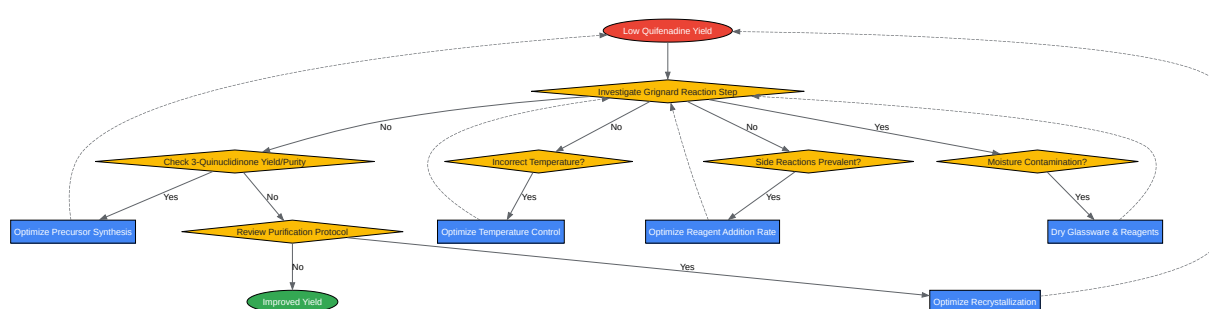 Low Quifenadine Yield
Investigate Grignard Reaction Step
No
No
No
Yes
Check 3-Quinuclidinone Yield/Purity
Incorrect Temperature?
Side Reactions Prevalent?
Moisture Contamination?
Yes
No
Yes
Yes
Yes
Optimize Precursor Synthesis
Review Purification Protocol
Optimize Temperature Control
Optimize Reagent Addition Rate
Dry Glassware & Reagents
No
Yes
Improved Yield
Optimize Recrystallization